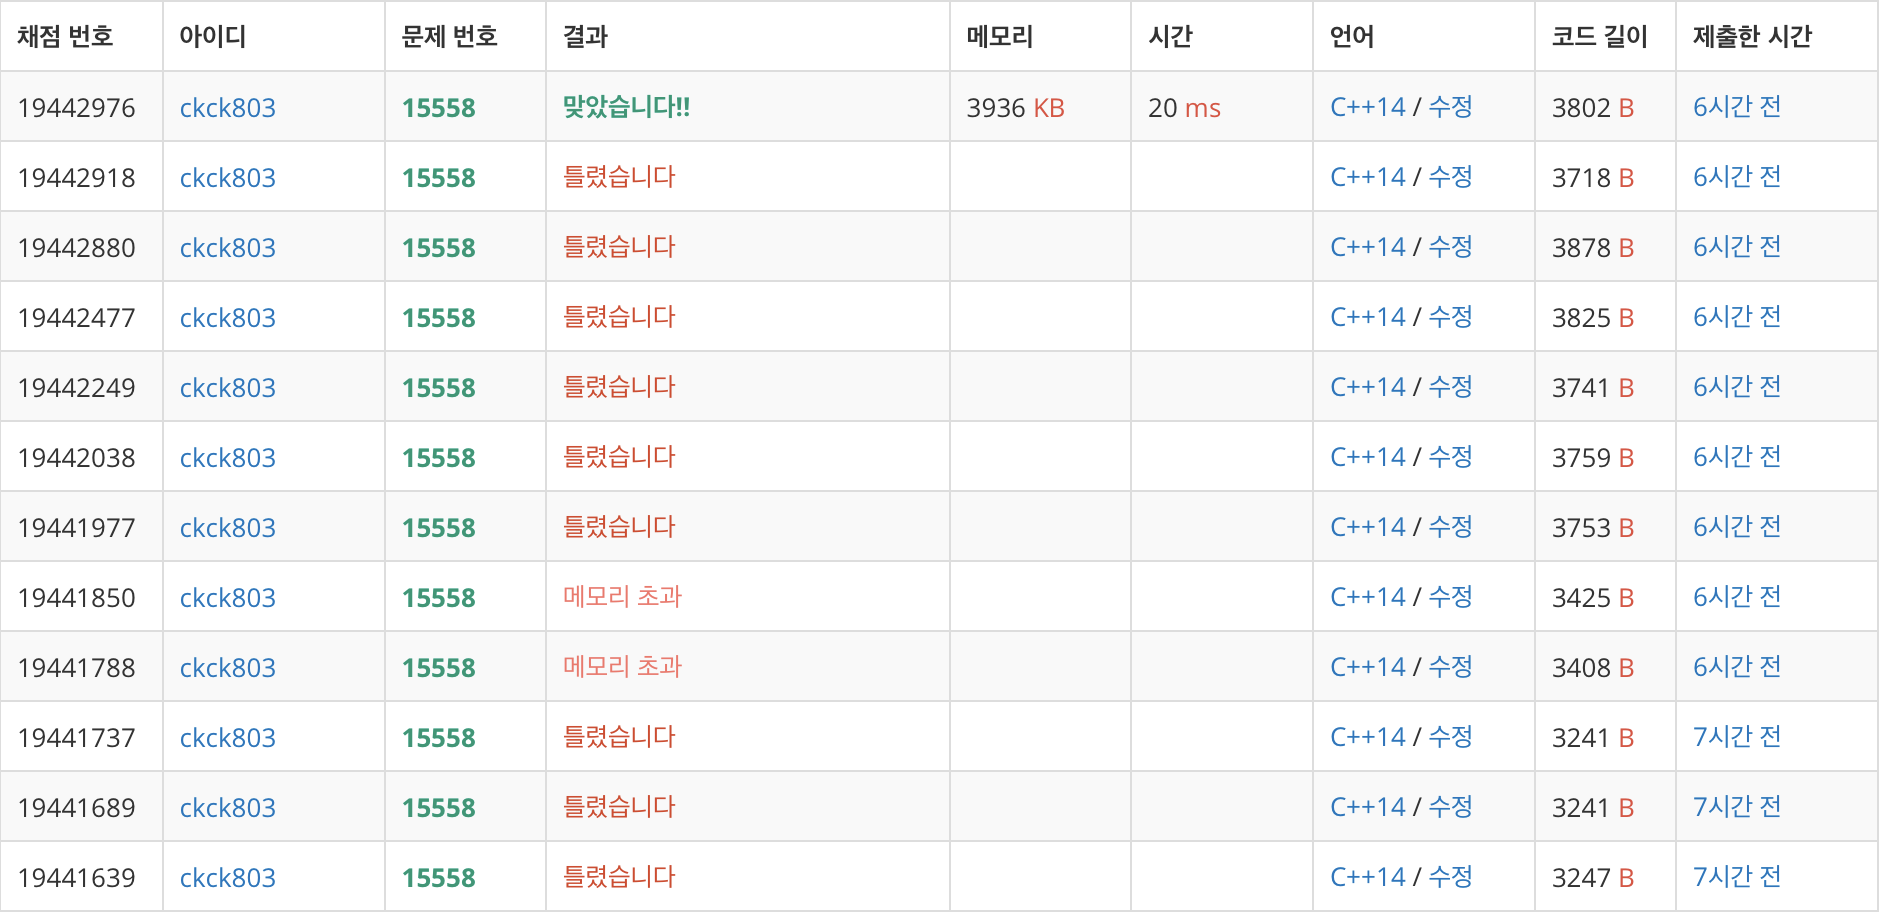 채점 번호 아이디 문제 번호 결과 메모리 시간 언어 코드 길이 제출한 시간
19442976 ckck803 15558 맞았습니다!! 3936 KB 20 ms C++14 / 수정 3802 B 6시간 전
19442918 ckck803 15558 틀렸습니다 C++14 / 수정 3718 B 6시간 전
19442880 ckck803 15558 틀렸습니다 C++14 / 수정 3878 B 6시간 전
19442477 ckck803 15558 틀렸습니다 C++14 / 수정 3825 B 6시간 전
19442249 ckck803 15558 틀렸습니다 C++14 / 수정 3741 B 6시간 전
19442038 ckck803 15558 틀렸습니다 C++14 / 수정 3759 B 6시간 전
19441977 ckck803 15558 틀렸습니다 C++14 / 수정 3753 B 6시간 전
19441850 ckck803 15558 메모리 초과 C++14 / 수정 3425 B 6시간 전
19441788 ckck803 15558 메모리 초과 C++14 / 수정 3408 B 6시간 전
19441737 ckck803 15558 틀렸습니다 C++14 / 수정 3241 B 7시간 전
19441689 ckck803 15558 틀렸습니다 C++14 / 수정 3241 B 7시간 전
19441639 ckck803 15558 틀렸습니다 C++14 / 수정 3247 B 7시간 전